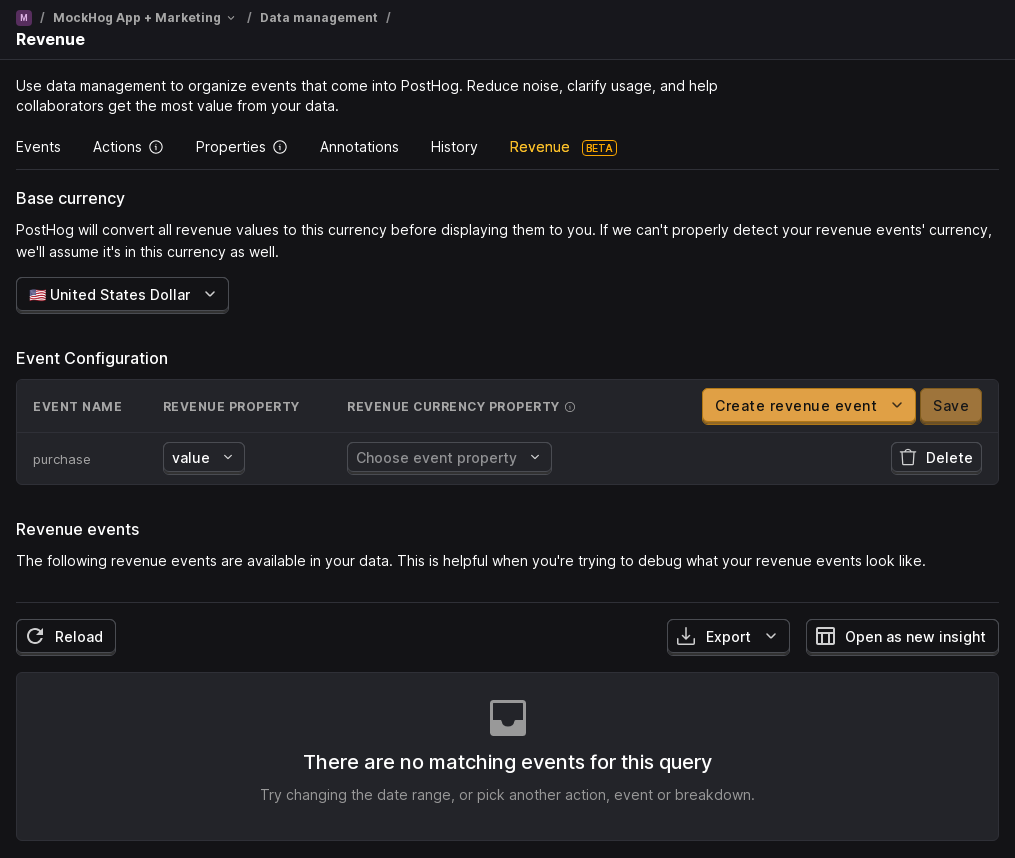 M / MockHog App + Marketing / Data management /
Revenue
Use data management to organize events that come into PostHog. Reduce noise, clarify usage, and help
collaborators get the most value from your data.
Events Actions Properties Annotations History Revenue BETA
Base currency
PostHog will convert all revenue values to this currency before displaying them to you. If we can't properly detect your revenue events' currency,
we'll assume it's in this currency as well.
🇺🇸 United States Dollar
Event Configuration
EVENT NAME REVENUE PROPERTY REVENUE CURRENCY PROPERTY Create revenue event Save
purchase value Choose event property Delete
Revenue events
The following revenue events are available in your data. This is helpful when you're trying to debug what your revenue events look like.
Reload Export Open as new insight
There are no matching events for this query
Try changing the date range, or pick another action, event or breakdown.